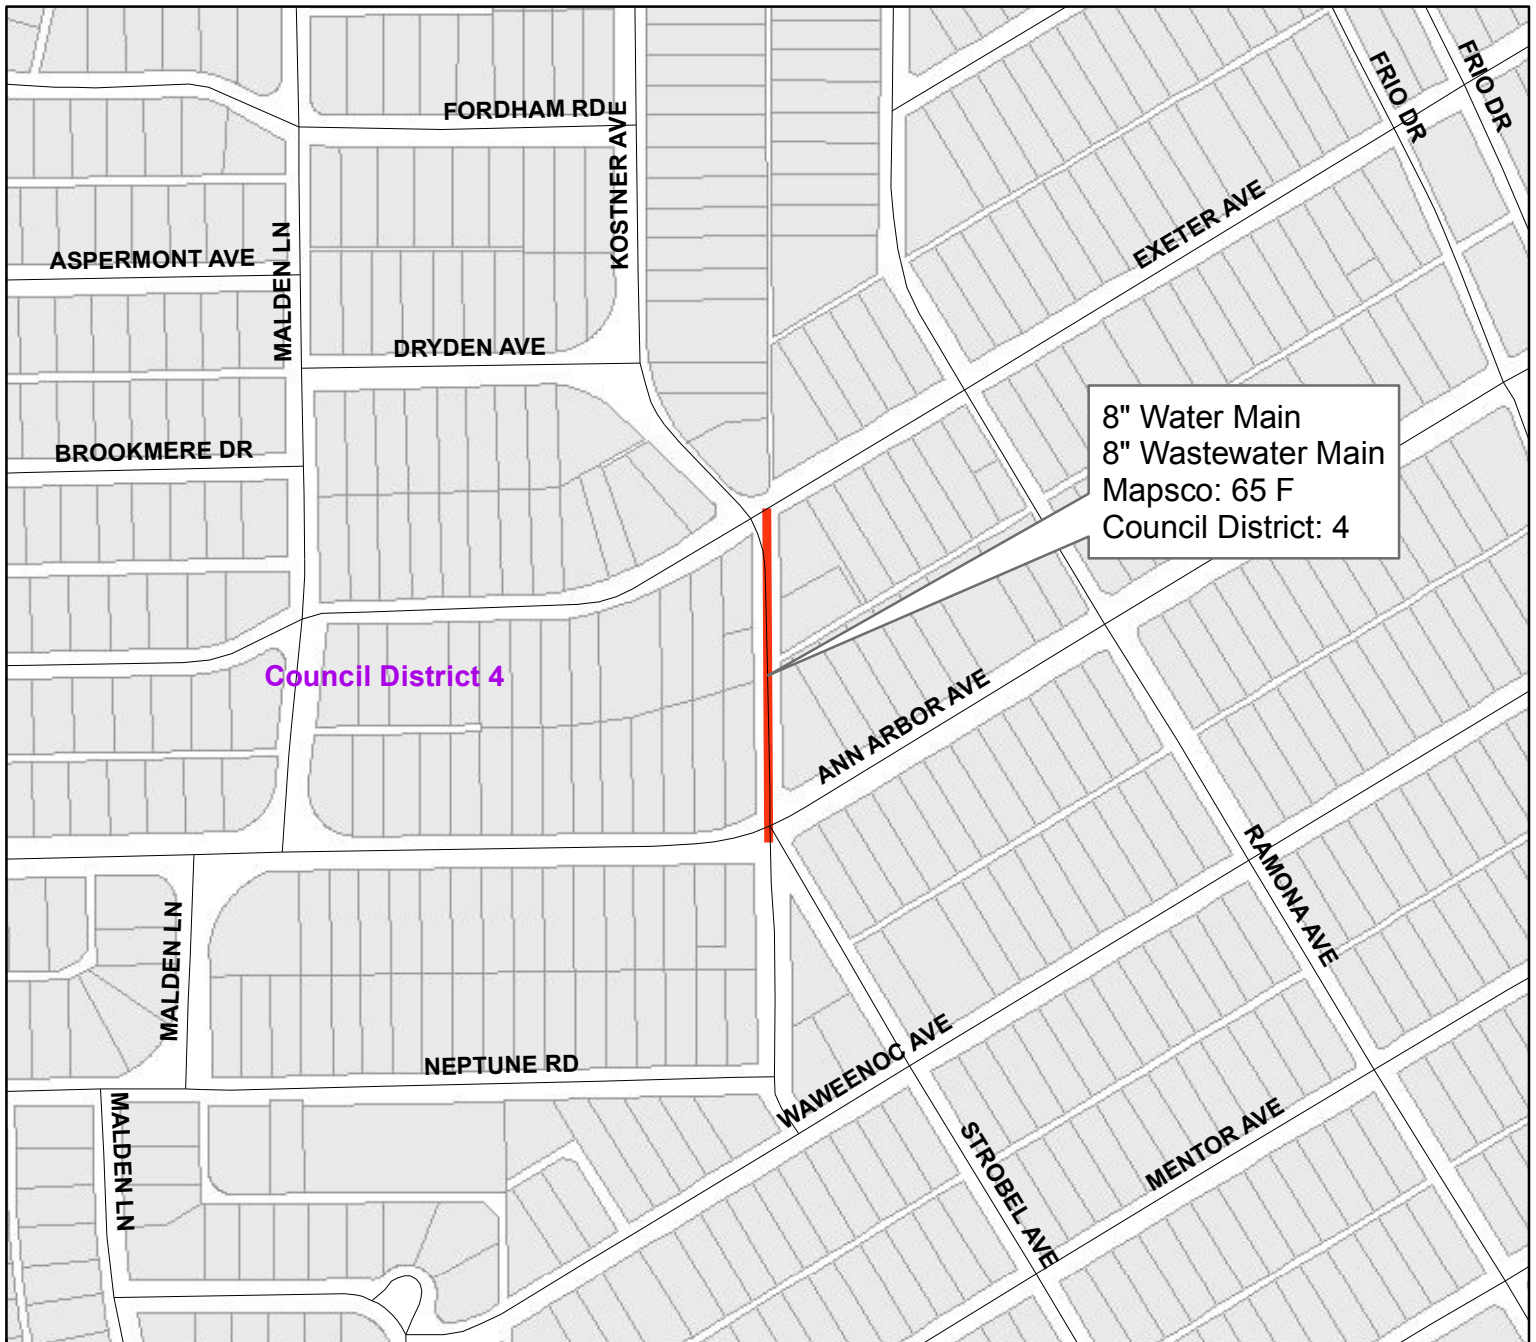 FRIO DR
FRIO DR
FORDHAM RD
KOSTNER AVE
EXETER AVE
ASPERMONT AVE
MALDEN LN
DRYDEN AVE
8" Water Main
8" Wastewater Main
Mapsco: 65 F
Council District: 4
BROOKMERE DR
Council District 4
ANN ARBOR AVE
RAMONA AVE
MALDEN LN
NEPTUNE RD
WAWEENOC AVE
MALDEN LN
STROBEL AVE
MENTOR AVE